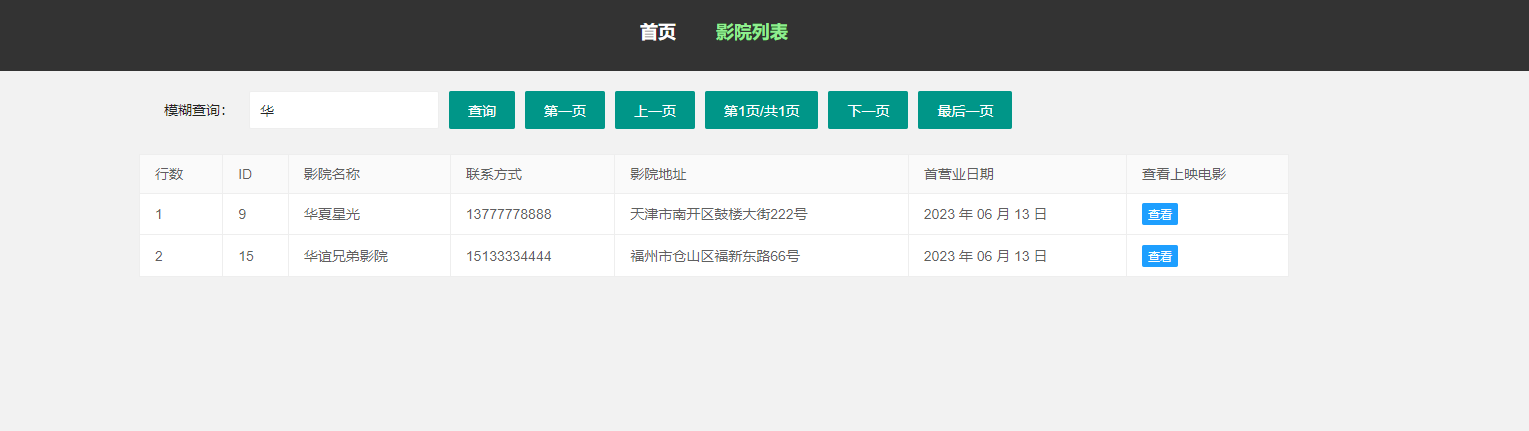 首页 影院列表
模糊查询： 华 查询 第一页 上一页 第1页/共1页 下一页 最后一页
行数 ID 影院名称 联系方式 影院地址 首营业日期 查看上映电影
1 9 华夏星光 13777778888 天津市南开区鼓楼大街222号 2023 年 06 月 13 日 查看
2 15 华谊兄弟影院 15133334444 福州市仓山区福新东路66号 2023 年 06 月 13 日 查看